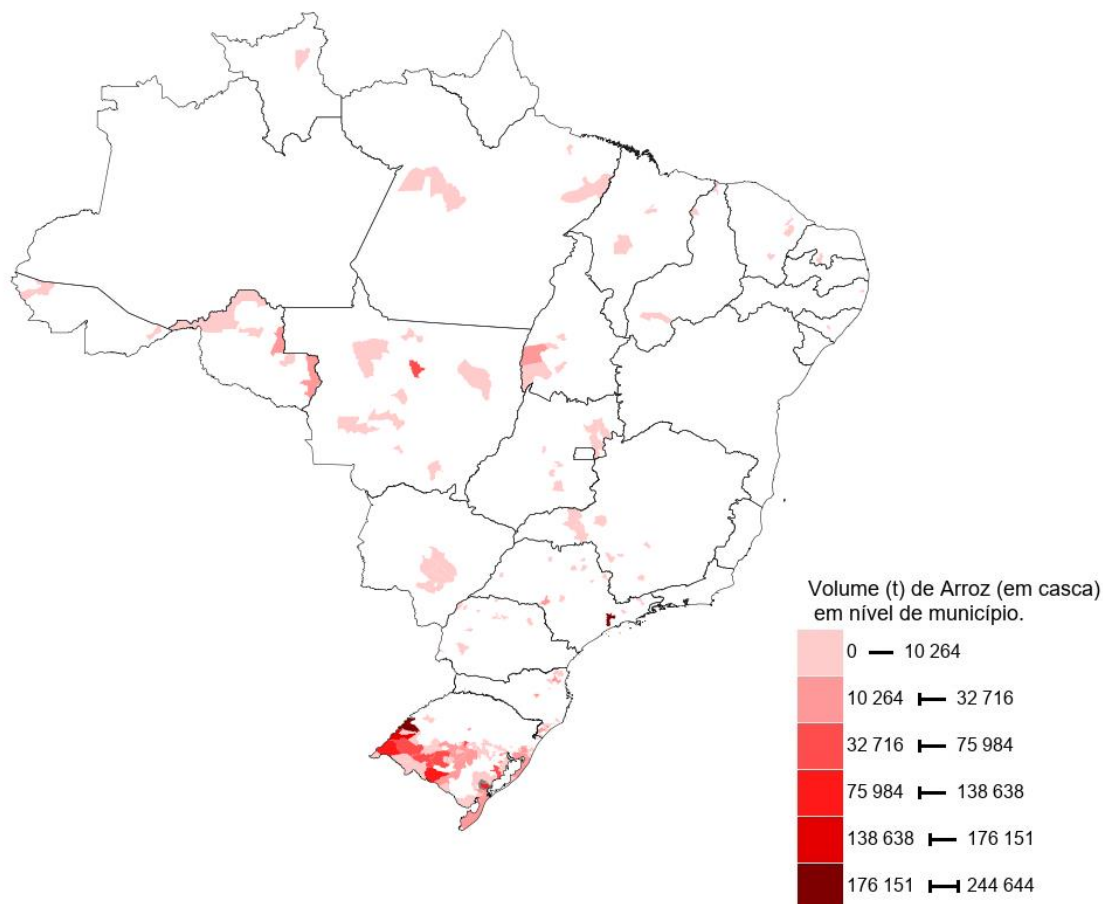 Volume (t) de Arroz (em casca)
em nível de município.
0 — 10 264
10 264 ⊢ 32 716
32 716 ⊢ 75 984
75 984 ⊢ 138 638
138 638 ⊢ 176 151
176 151 ⊢⊣ 244 644